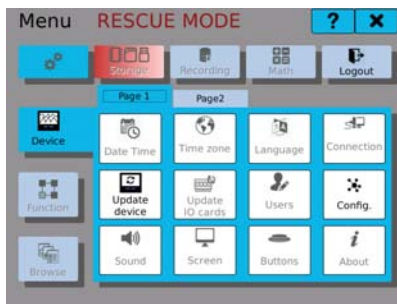 Menu RESCUE MODE ? X
Storage Recording Math Logout
Page 1 Page2
Device
Date Time Time zone Language Connection
Function
Update
device
Update
IO cards
Users Config.
Browse
Sound Screen Buttons About